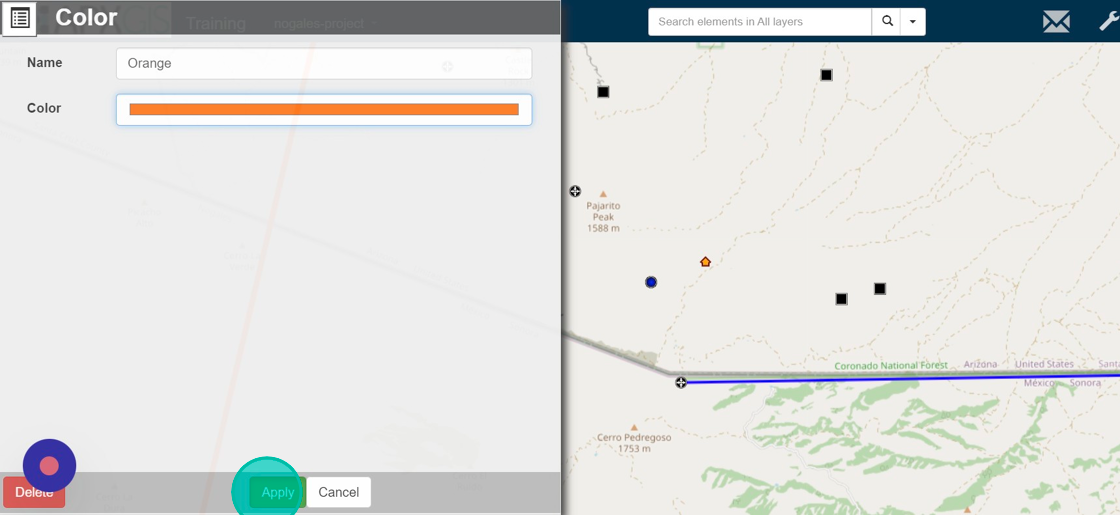 Color
Training
nogales-project
Search elements in All layers
Name
Orange
Color
Pajarito
Peak
1588 m
Coronado National Forest
Arizona
United States
México
Sonora
Cerro Pedregoso
1753 m
Delete
Apply
Cancel